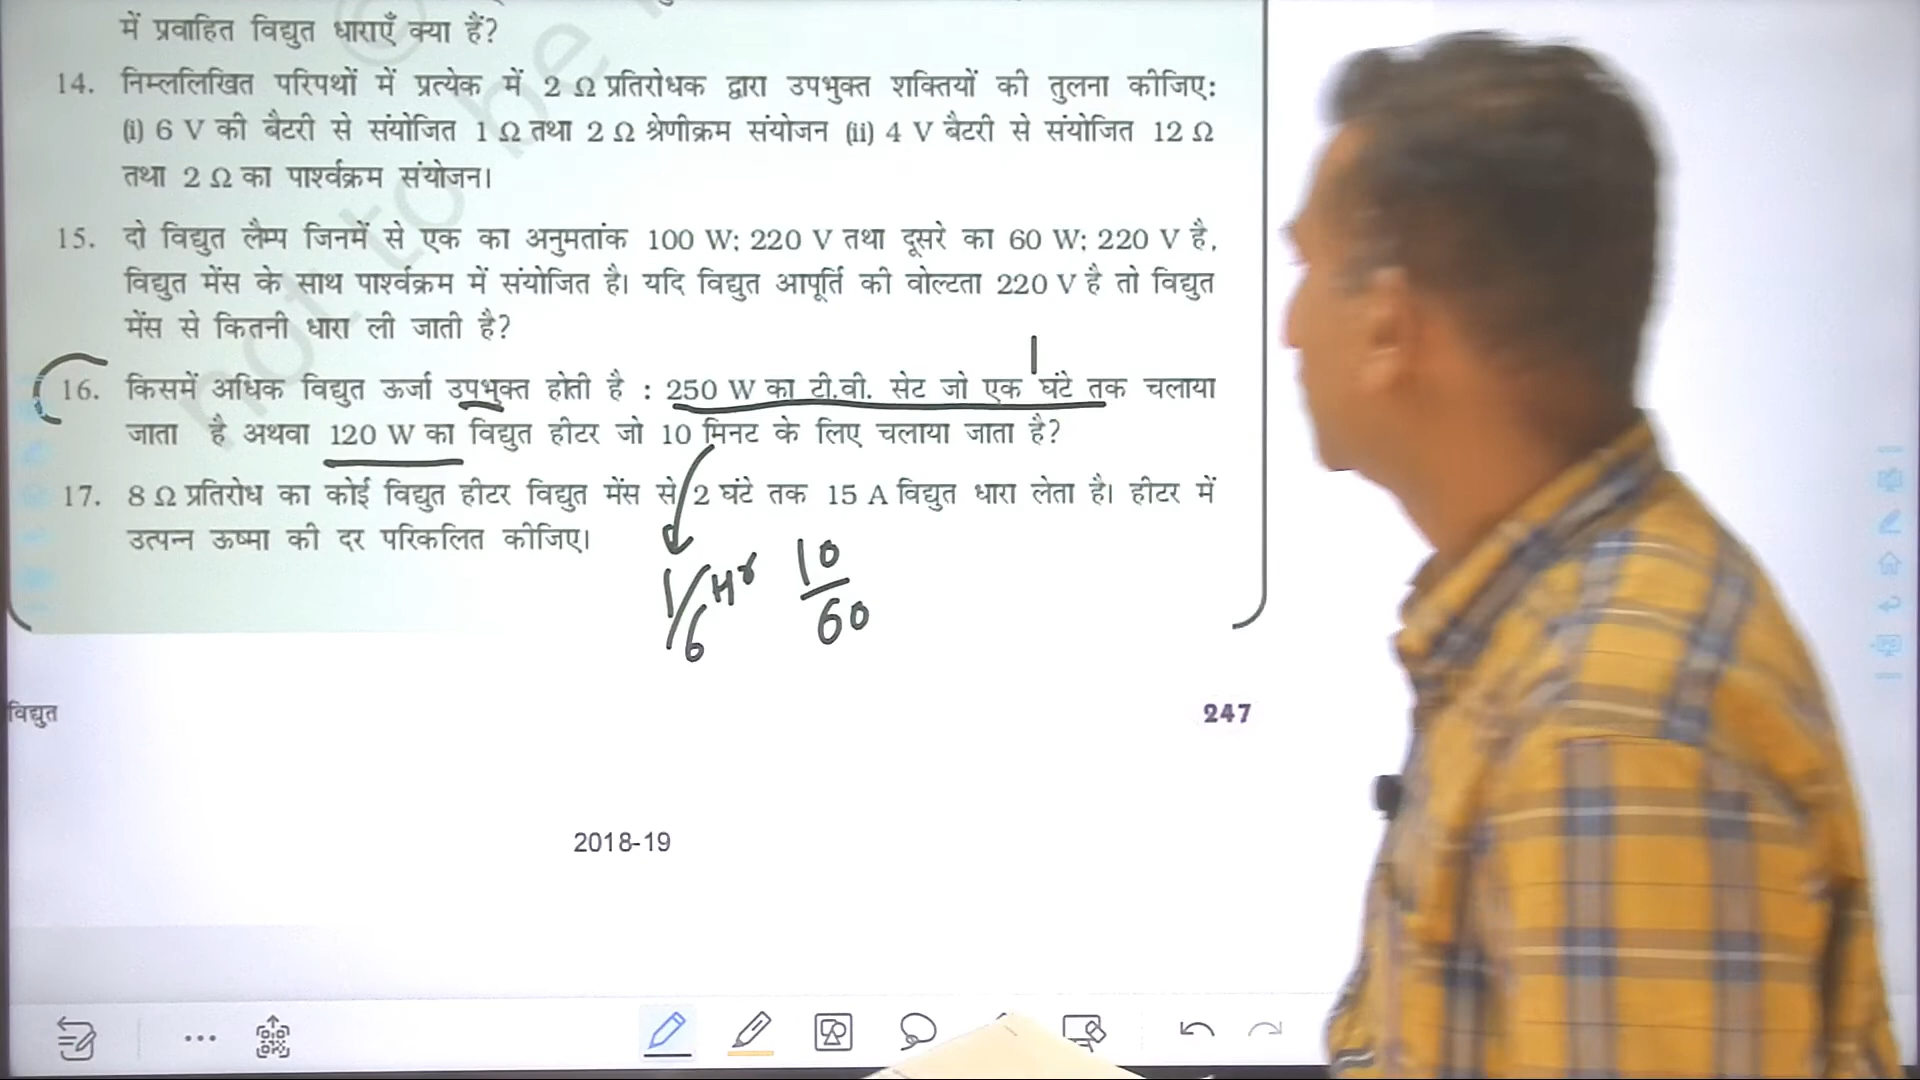 में प्रवाहित विद्युत धाराएँ क्या हैं?
14. निम्नलिखित परिपथों में प्रत्येक में 2 Ω प्रतिरोधक द्वारा उपभुक्त शक्तियों की तुलना कीजिए:
(i) 6 V की बैटरी से संयोजित 1 Ω तथा 2 Ω श्रेणीक्रम संयोजन (ii) 4 V बैटरी से संयोजित 12 Ω
तथा 2 Ω का पार्श्वक्रम संयोजन।
15. दो विद्युत लैम्प जिनमें से एक का अनुमतांक 100 W; 220 V तथा दूसरे का 60 W; 220 V है,
विद्युत मेंस के साथ पार्श्वक्रम में संयोजित है। यदि विद्युत आपूर्ति की वोल्टता 220 V है तो विद्युत
मेंस से कितनी धारा ली जाती है?
1
16. किसमें अधिक विद्युत ऊर्जा उपभुक्त होती है : 250 W का टी.वी. सेट जो एक घंटे तक चलाया
जाता है अथवा 120 W का विद्युत हीटर जो 10 मिनट के लिए चलाया जाता है?
17. 8 Ω प्रतिरोध का कोई विद्युत हीटर विद्युत मेंस से 2 घंटे तक 15 A विद्युत धारा लेता है। हीटर में
उत्पन्न ऊष्मा की दर परिकलित कीजिए।
1/6 Hr 10/60
विद्युत 247
2018-19
not to be